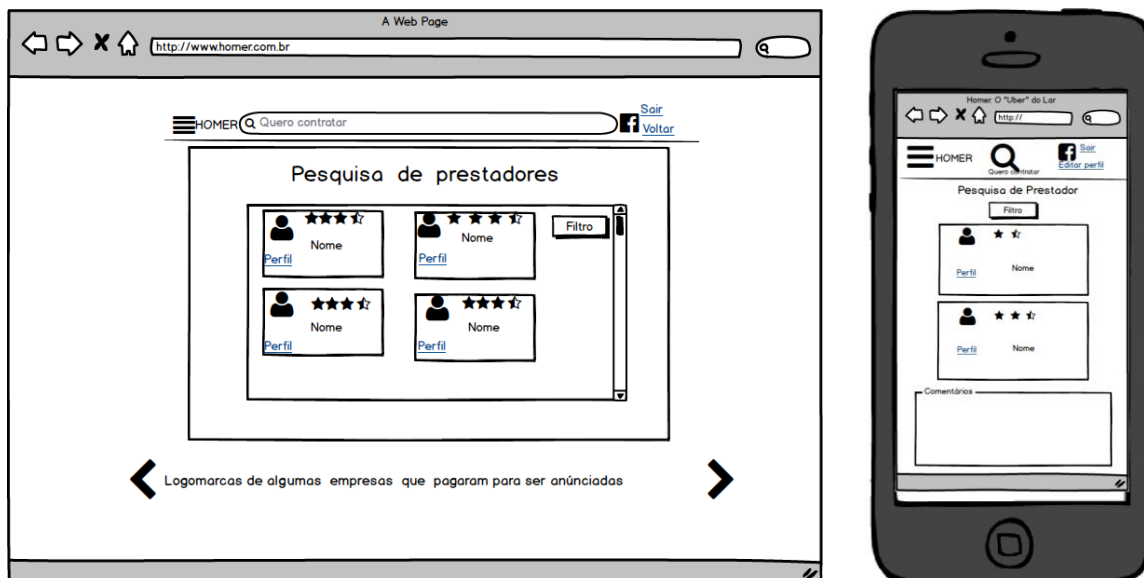 A Web Page
http://www.homer.com.br
Sair
HOMER Quero contratar Voltar
Pesquisa de prestadores
Nome
Perfil
Nome
Perfil
Filtro
Nome
Perfil
Nome
Perfil
Logomarcas de algumas empresas que pagaram para ser anúnciadas
Homer: O "Uber" do Lar
http://
HOMER
Quero contratar
Sair
Editar perfil
Pesquisa de Prestador
Filtro
Perfil Nome
Perfil Nome
Comentários